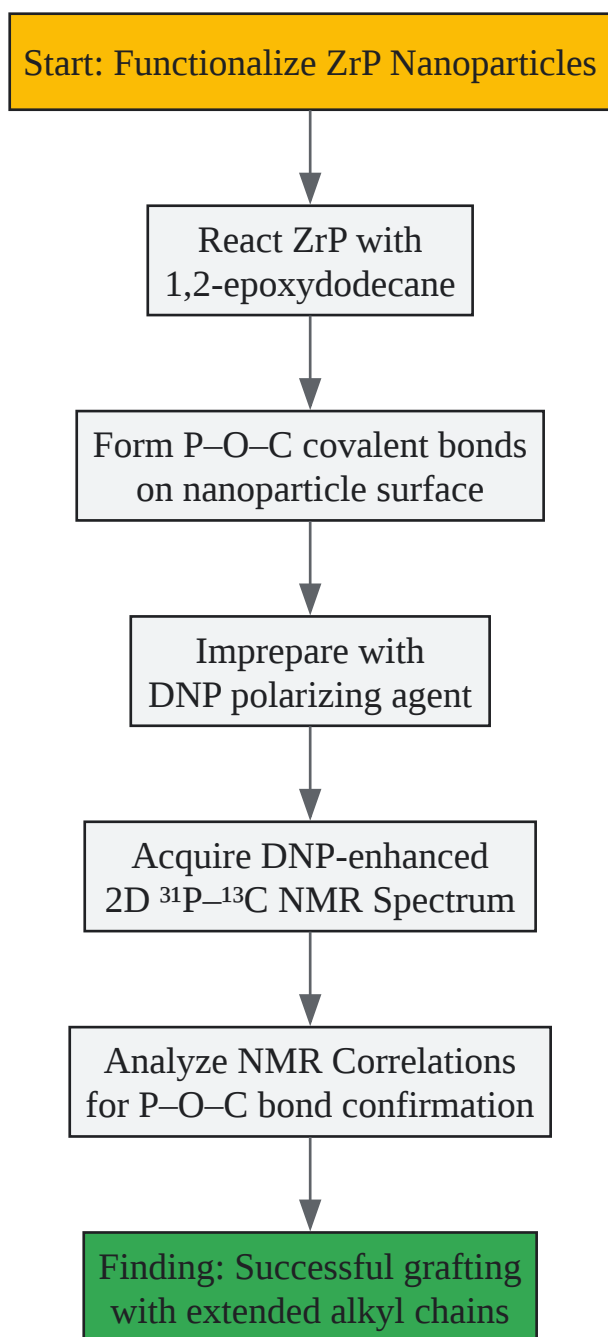 Start: Functionalize ZrP Nanoparticles
React ZrP with
1,2-epoxydodecane
Form P–O–C covalent bonds
on nanoparticle surface
Imprepare with
DNP polarizing agent
Acquire DNP-enhanced
2D ³¹P–¹³C NMR Spectrum
Analyze NMR Correlations
for P–O–C bond confirmation
Finding: Successful grafting
with extended alkyl chains